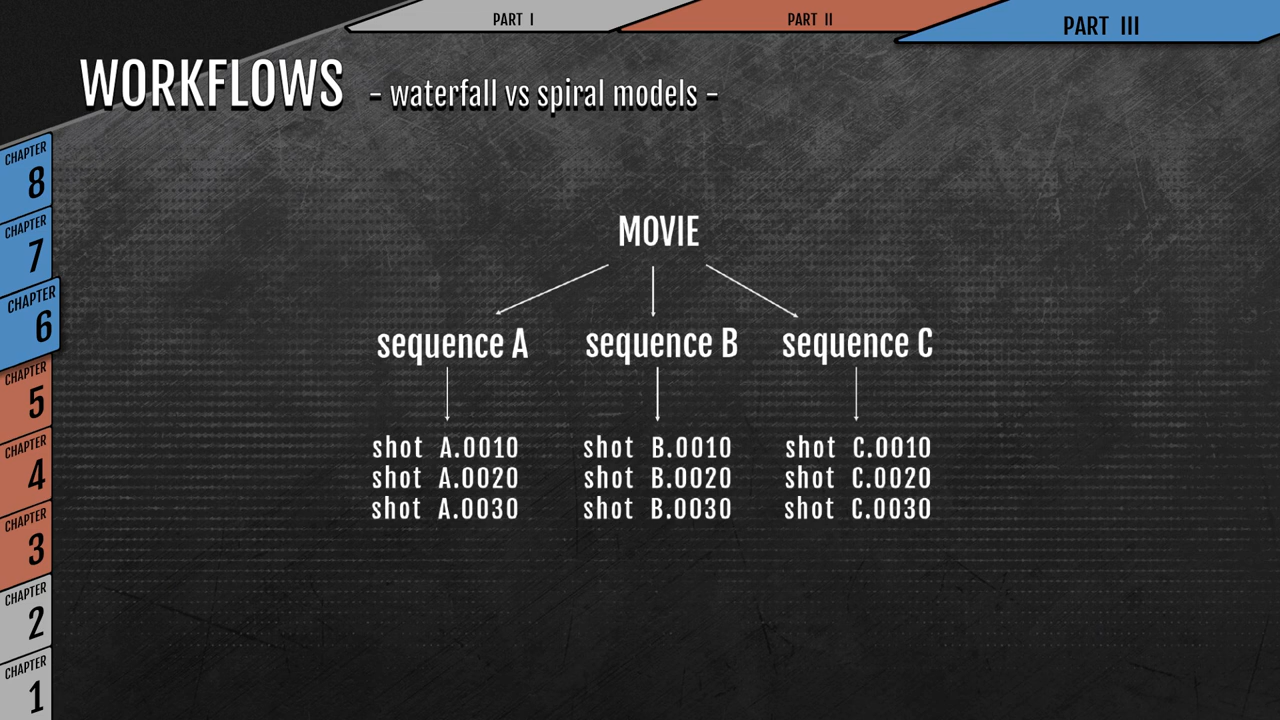 PART I
PART II
PART III
WORKFLOWS - waterfall vs spiral models -
CHAPTER
8
CHAPTER
7
CHAPTER
6
CHAPTER
5
CHAPTER
4
CHAPTER
3
CHAPTER
2
CHAPTER
1
MOVIE
sequence A
sequence B
sequence C
shot A.0010
shot A.0020
shot A.0030
shot B.0010
shot B.0020
shot B.0030
shot C.0010
shot C.0020
shot C.0030